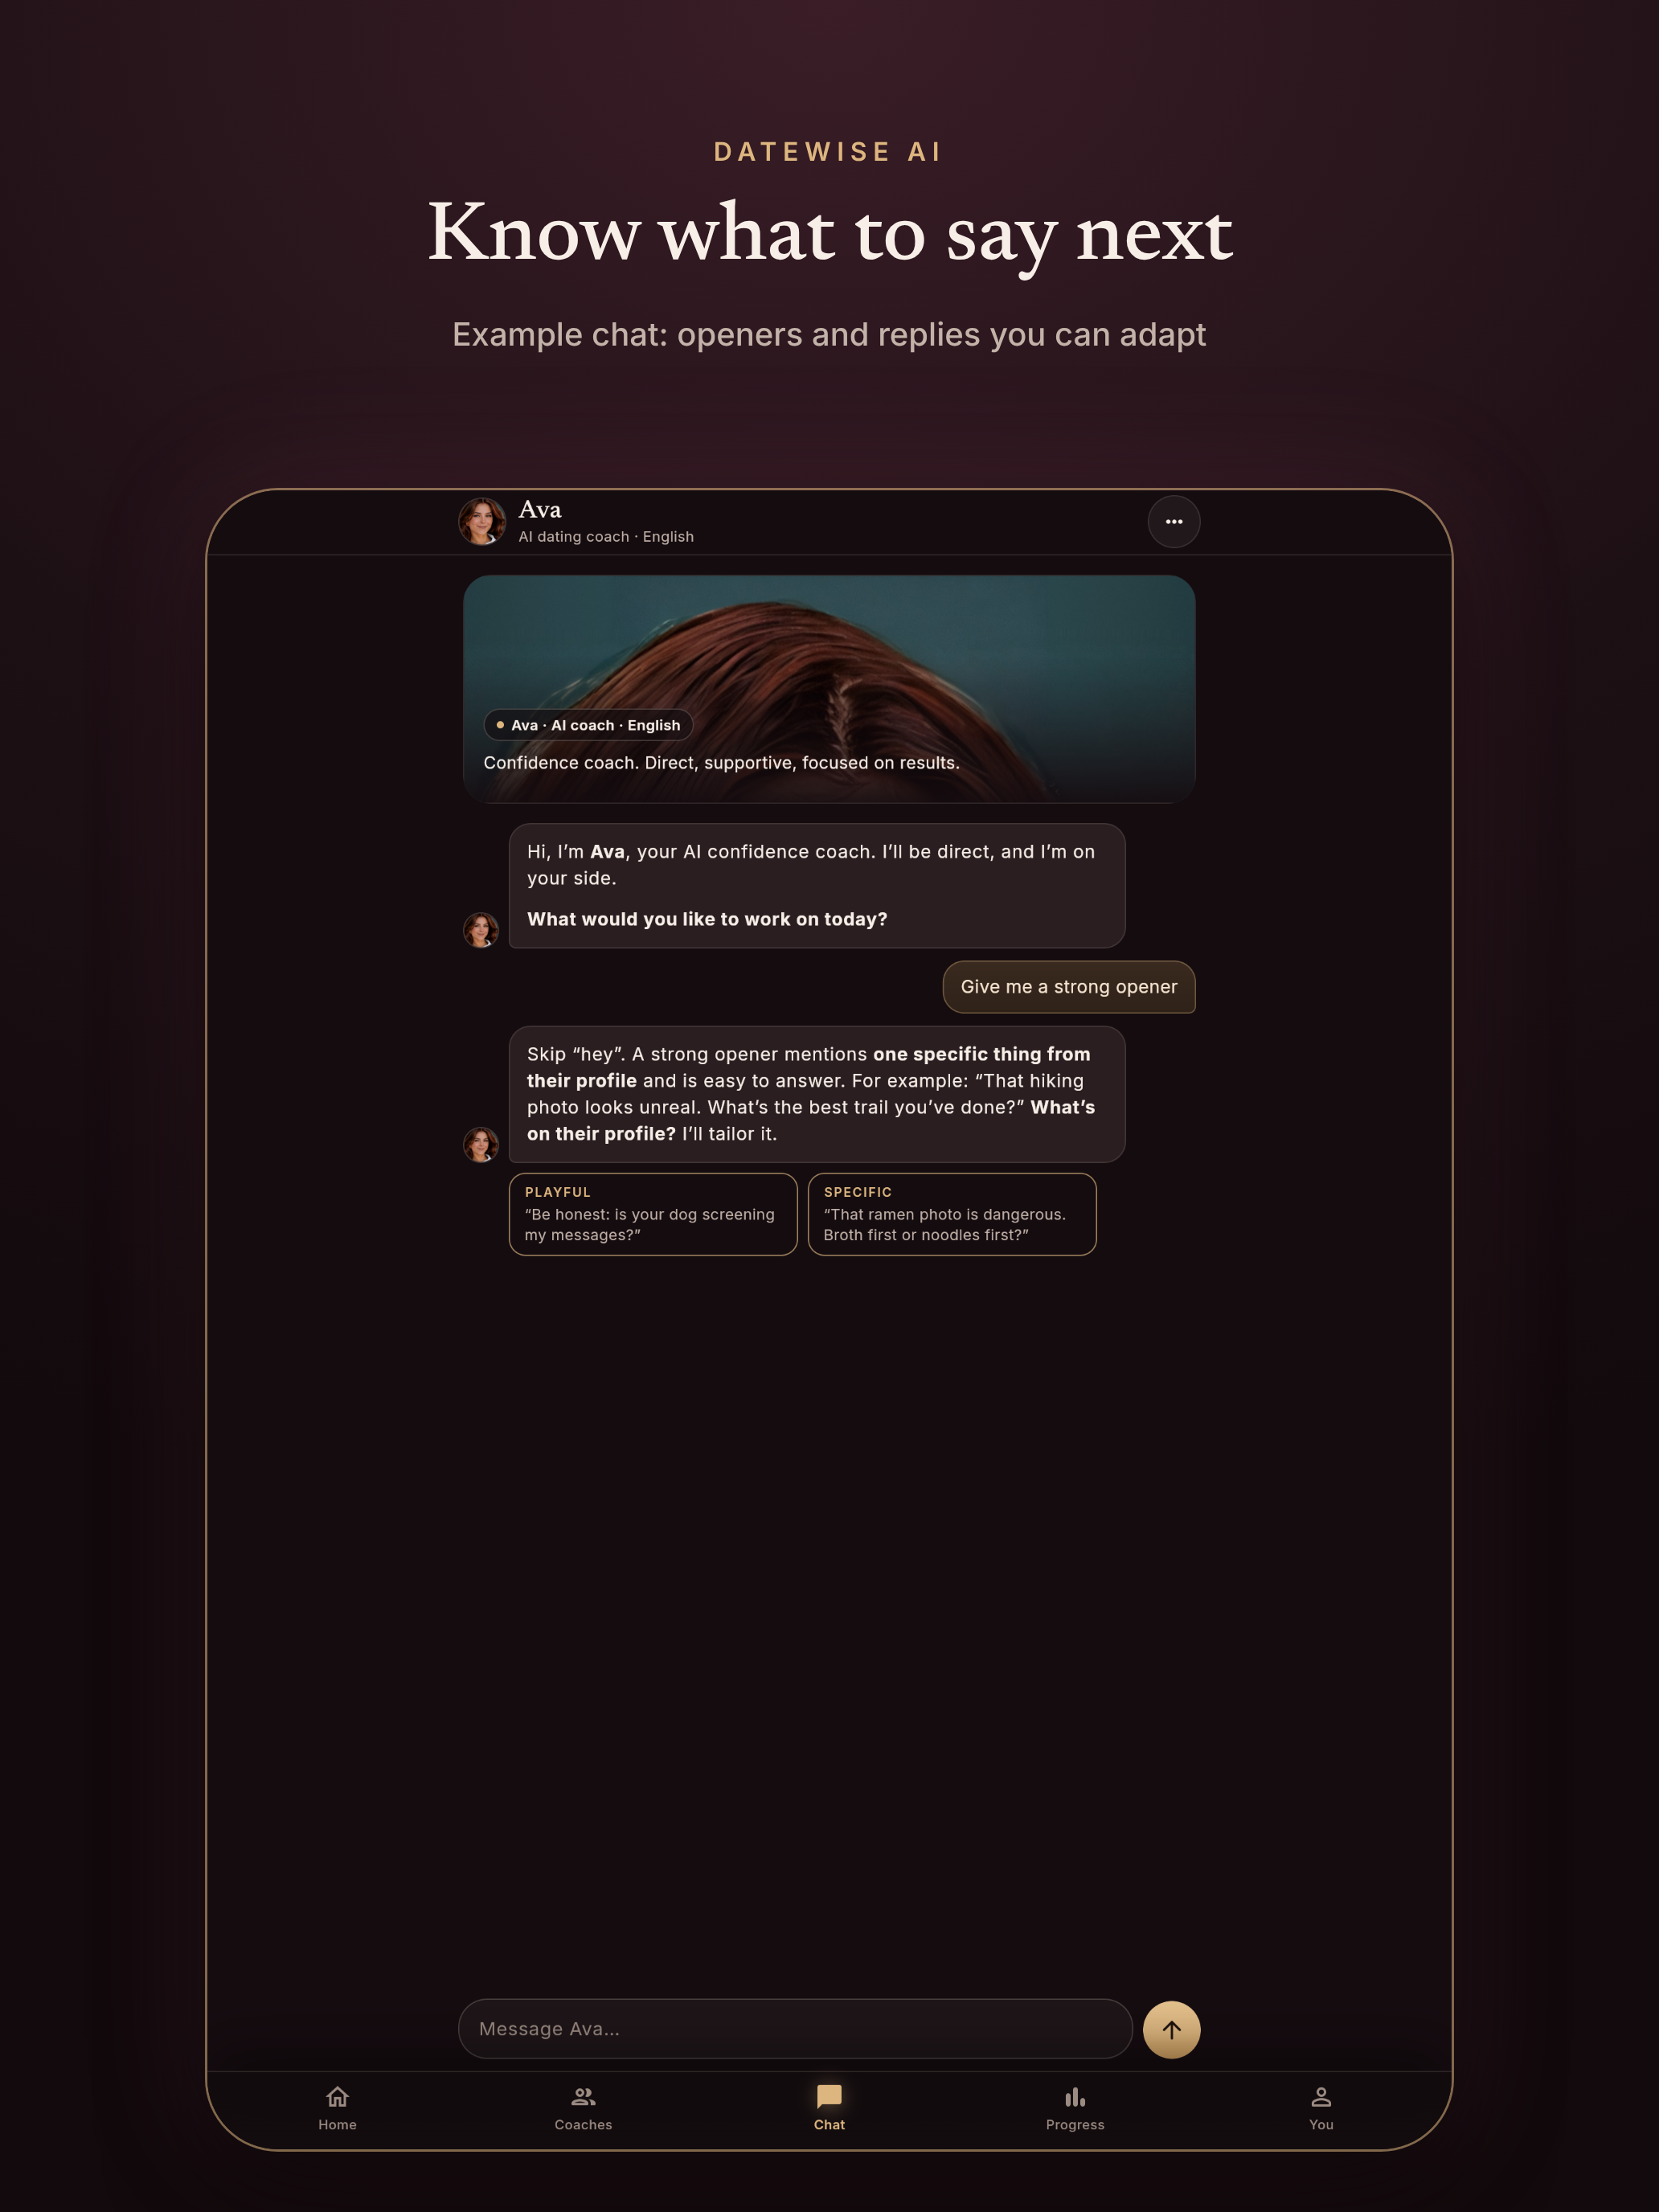 DATEWISE AI
Know what to say next
Example chat: openers and replies you can adapt
Ava
AI dating coach · English
Ava · AI coach · English
Confidence coach. Direct, supportive, focused on results.
Hi, I’m Ava, your AI confidence coach. I’ll be direct, and I’m on
your side.
What would you like to work on today?
Give me a strong opener
Skip “hey”. A strong opener mentions one specific thing from
their profile and is easy to answer. For example: “That hiking
photo looks unreal. What’s the best trail you’ve done?” What’s
on their profile? I’ll tailor it.
PLAYFUL
“Be honest: is your dog screening
my messages?”
SPECIFIC
“That ramen photo is dangerous.
Broth first or noodles first?”
Message Ava...
Home
Coaches
Chat
Progress
You